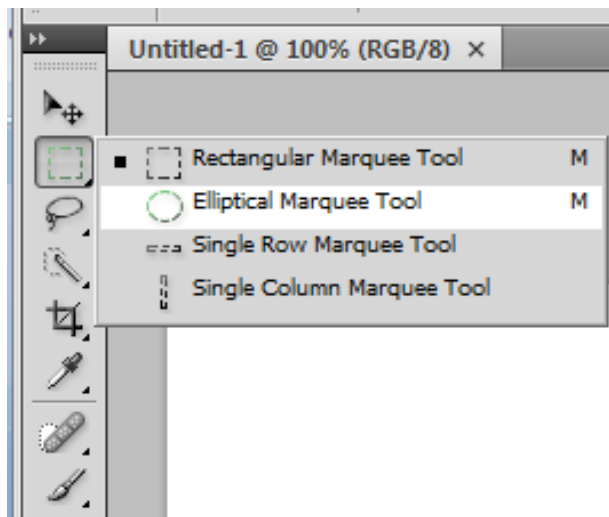 Untitled-1 @ 100% (RGB/8) ×
Rectangular Marquee Tool M
Elliptical Marquee Tool M
Single Row Marquee Tool
Single Column Marquee Tool